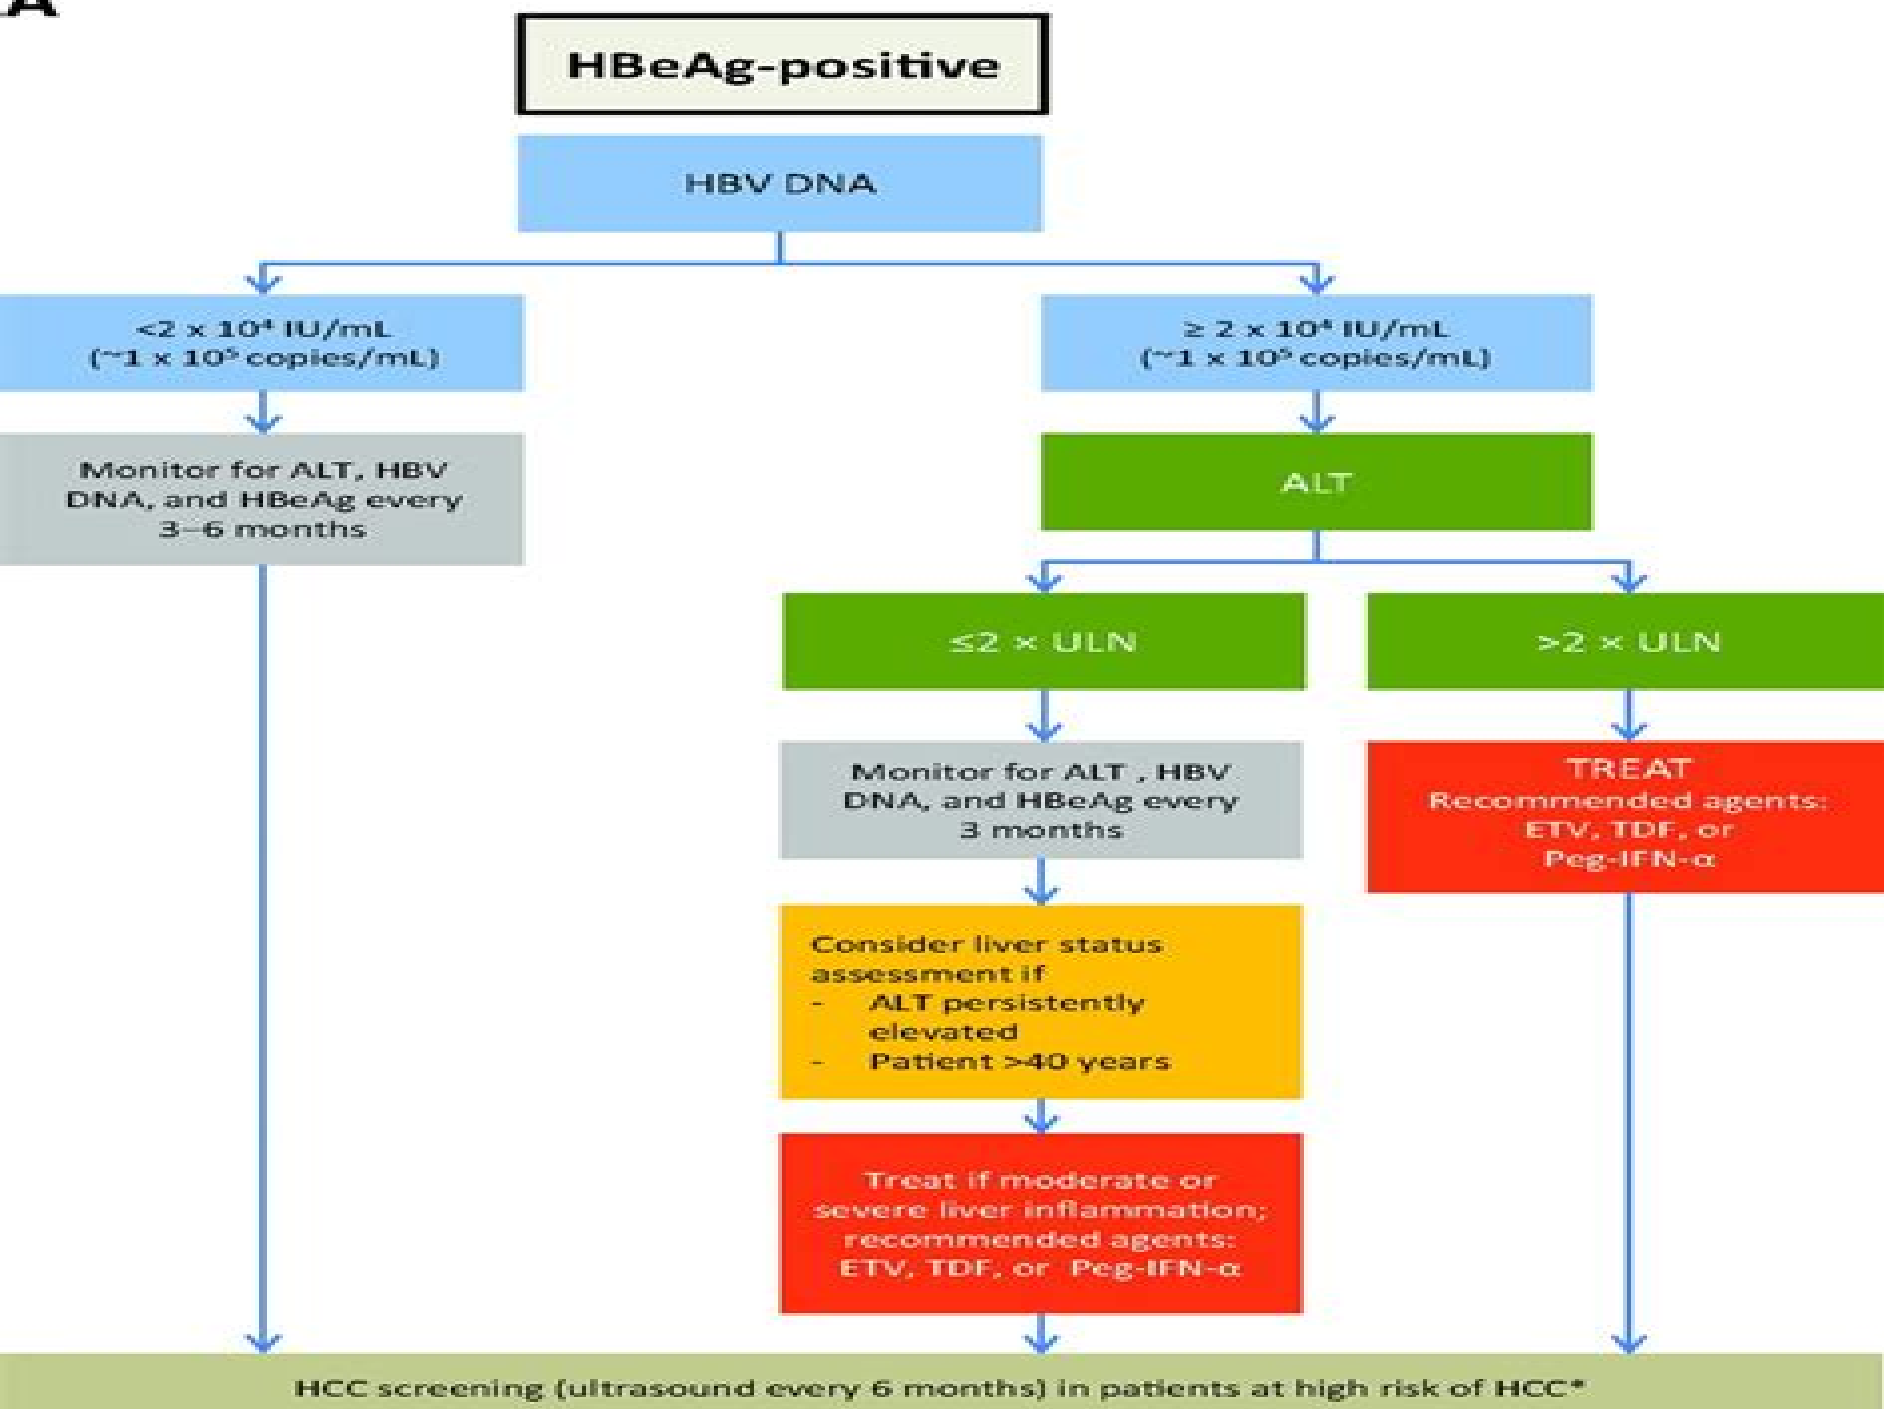 A
HBeAg-positive
HBV DNA
<2 x 10⁴ IU/mL
(~1 x 10⁵ copies/mL)
≥ 2 x 10⁴ IU/mL
(~1 x 10⁵ copies/mL)
Monitor for ALT, HBV
DNA, and HBeAg every
3–6 months
ALT
≤2 × ULN
>2 × ULN
Monitor for ALT , HBV
DNA, and HBeAg every
3 months
TREAT
Recommended agents:
ETV, TDF, or
Peg-IFN-α
Consider liver status
assessment if
- ALT persistently
elevated
- Patient >40 years
Treat if moderate or
severe liver inflammation;
recommended agents:
ETV, TDF, or Peg-IFN-α
HCC screening (ultrasound every 6 months) in patients at high risk of HCC*